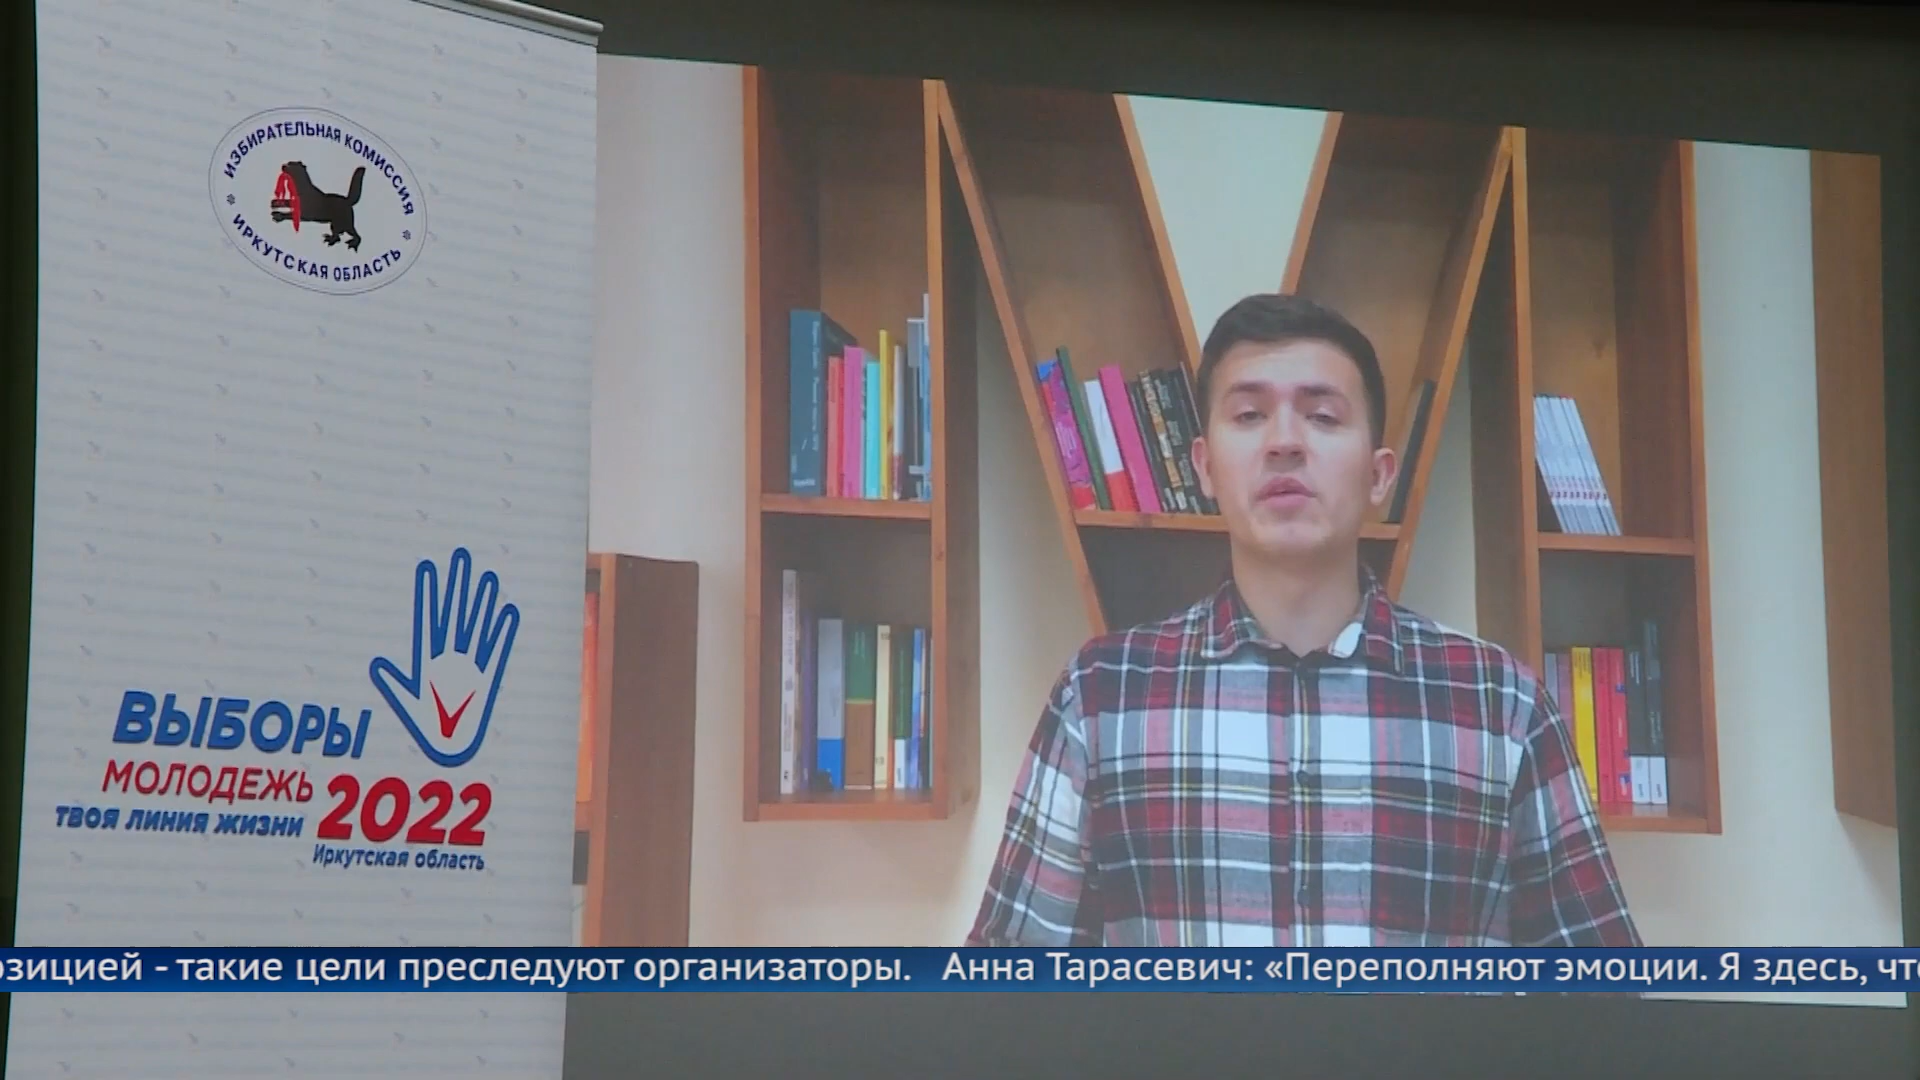 ИЗБИРАТЕЛЬНАЯ КОМИССИЯ
ИРКУТСКАЯ ОБЛАСТЬ
ВЫБОРЫ
МОЛОДЕЖЬ 2022
ТВОЯ ЛИНИЯ ЖИЗНИ
Иркутская область
озицией - такие цели преследуют организаторы. Анна Тарасевич: «Переполняют эмоции. Я здесь, что